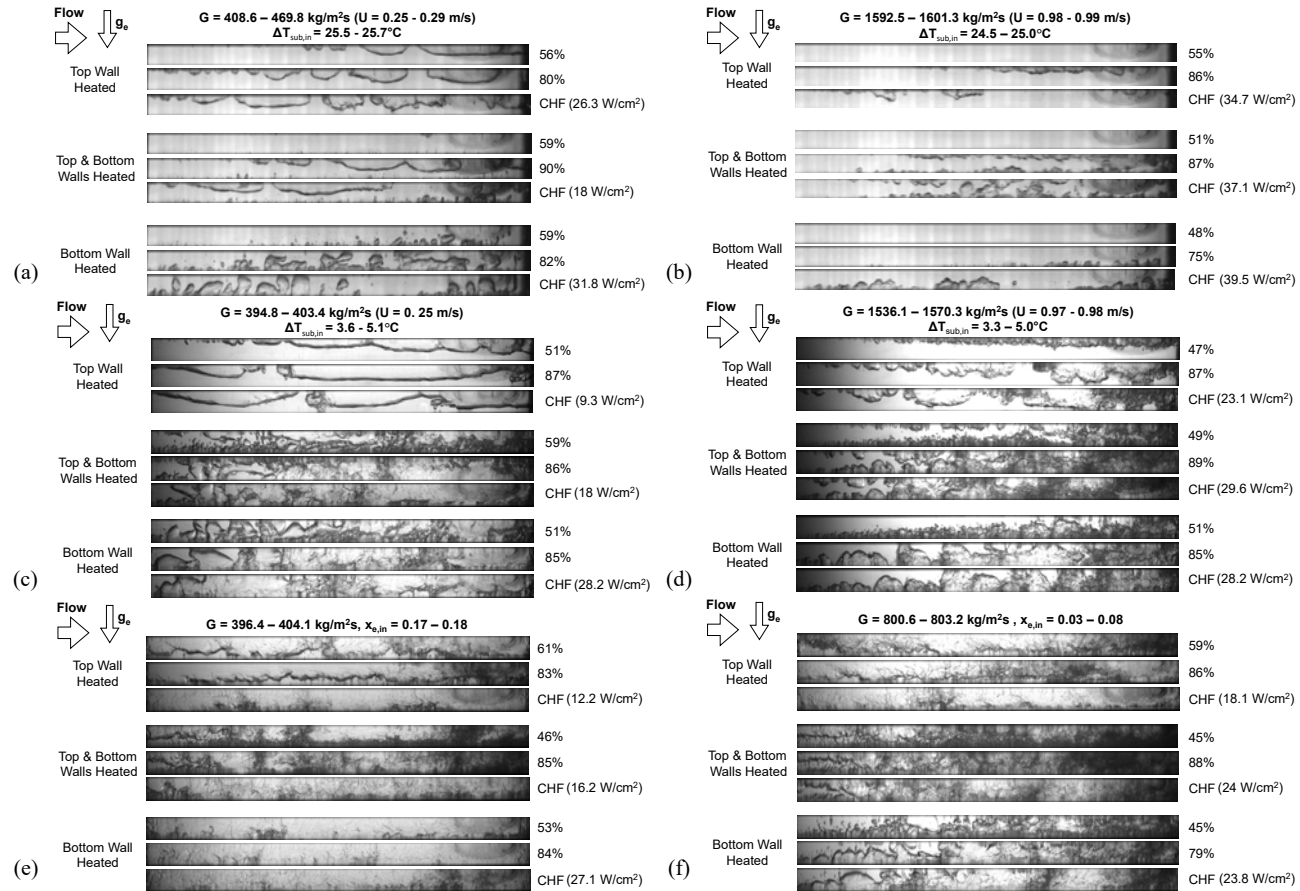 Flow
gₑ
G = 408.6 – 469.8 kg/m²s (U = 0.25 - 0.29 m/s)
ΔT_sub,in = 25.5 - 25.7°C
Top Wall
Heated
56%
80%
CHF (26.3 W/cm²)
Top & Bottom
Walls Heated
59%
90%
CHF (18 W/cm²)
Bottom Wall
Heated
59%
82%
CHF (31.8 W/cm²)
(a)
Flow
gₑ
G = 1592.5 – 1601.3 kg/m²s (U = 0.98 - 0.99 m/s)
ΔT_sub,in = 24.5 – 25.0°C
Top Wall
Heated
55%
86%
CHF (34.7 W/cm²)
Top & Bottom
Walls Heated
51%
87%
CHF (37.1 W/cm²)
Bottom Wall
Heated
48%
75%
CHF (39.5 W/cm²)
(b)
Flow
gₑ
G = 394.8 – 403.4 kg/m²s (U = 0. 25 m/s)
ΔT_sub,in = 3.6 - 5.1°C
Top Wall
Heated
51%
87%
CHF (9.3 W/cm²)
Top & Bottom
Walls Heated
59%
86%
CHF (18 W/cm²)
Bottom Wall
Heated
51%
85%
CHF (28.2 W/cm²)
(c)
Flow
gₑ
G = 1536.1 – 1570.3 kg/m²s (U = 0.97 - 0.98 m/s)
ΔT_sub,in = 3.3 – 5.0°C
Top Wall
Heated
47%
87%
CHF (23.1 W/cm²)
Top & Bottom
Walls Heated
49%
89%
CHF (29.6 W/cm²)
Bottom Wall
Heated
51%
85%
CHF (28.2 W/cm²)
(d)
Flow
gₑ
G = 396.4 – 404.1 kg/m²s, x_e,in = 0.17 – 0.18
Top Wall
Heated
61%
83%
CHF (12.2 W/cm²)
Top & Bottom
Walls Heated
46%
85%
CHF (16.2 W/cm²)
Bottom Wall
Heated
53%
84%
CHF (27.1 W/cm²)
(e)
Flow
gₑ
G = 800.6 – 803.2 kg/m²s , x_e,in = 0.03 – 0.08
Top Wall
Heated
59%
86%
CHF (18.1 W/cm²)
Top & Bottom
Walls Heated
45%
88%
CHF (24 W/cm²)
Bottom Wall
Heated
45%
79%
CHF (23.8 W/cm²)
(f)